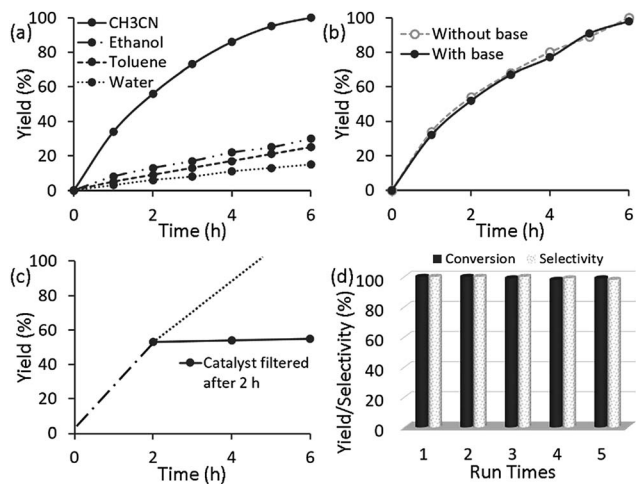 (a)
CH3CN
Ethanol
Toluene
Water
Yield (%)
100
80
60
40
20
0
0 2 4 6
Time (h)
(b)
Without base
With base
Yield (%)
100
80
60
40
20
0
0 2 4 6
Time (h)
(c)
Yield (%)
100
80
60
40
20
0
Catalyst filtered
after 2 h
0 2 4 6
Time (h)
(d)
Conversion Selectivity
Yield/Selectivity (%)
100
80
60
40
20
0
1 2 3 4 5
Run Times